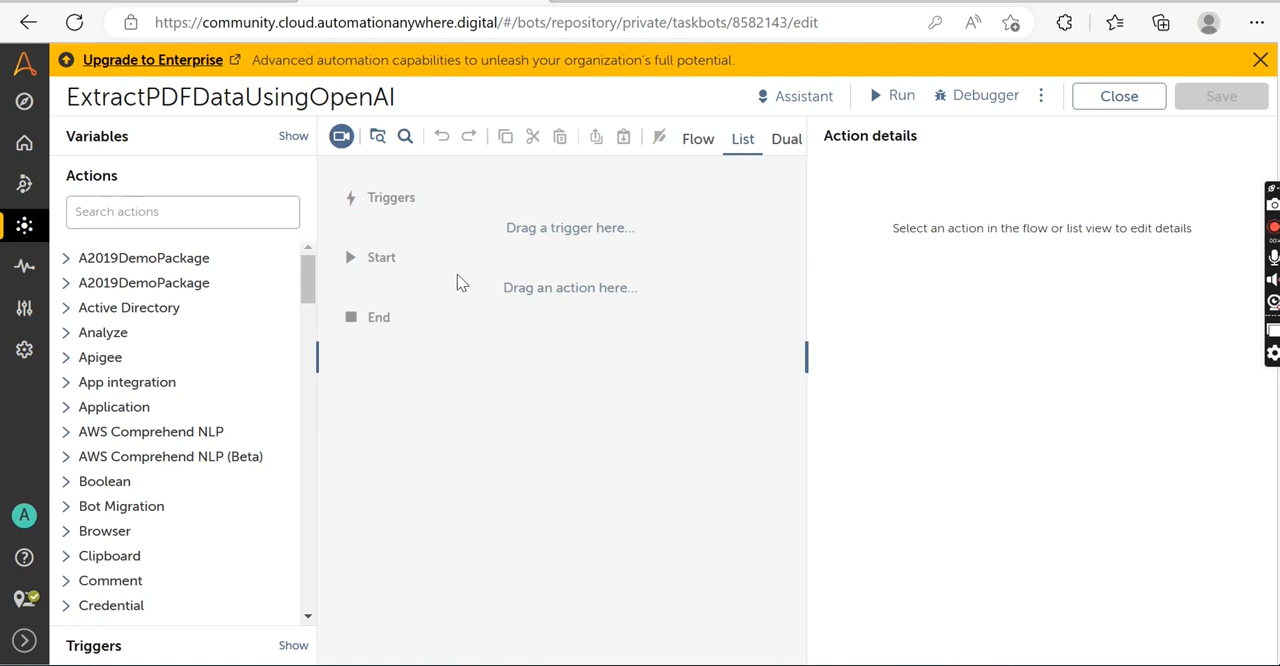 https://community.cloud.automationanywhere.digital/#/bots/repository/private/taskbots/8582143/edit
Upgrade to Enterprise Advanced automation capabilities to unleash your organization's full potential.
ExtractPDFDataUsingOpenAI
Assistant
Run
Debugger
Close
Save
Variables
Show
Flow
List
Dual
Action details
Actions
Search actions
A2019DemoPackage
A2019DemoPackage
Active Directory
Analyze
Apigee
App integration
Application
AWS Comprehend NLP
AWS Comprehend NLP (Beta)
Boolean
Bot Migration
Browser
Clipboard
Comment
Credential
Triggers
Show
Triggers
Drag a trigger here...
Start
Drag an action here...
End
Select an action in the flow or list view to edit details
A